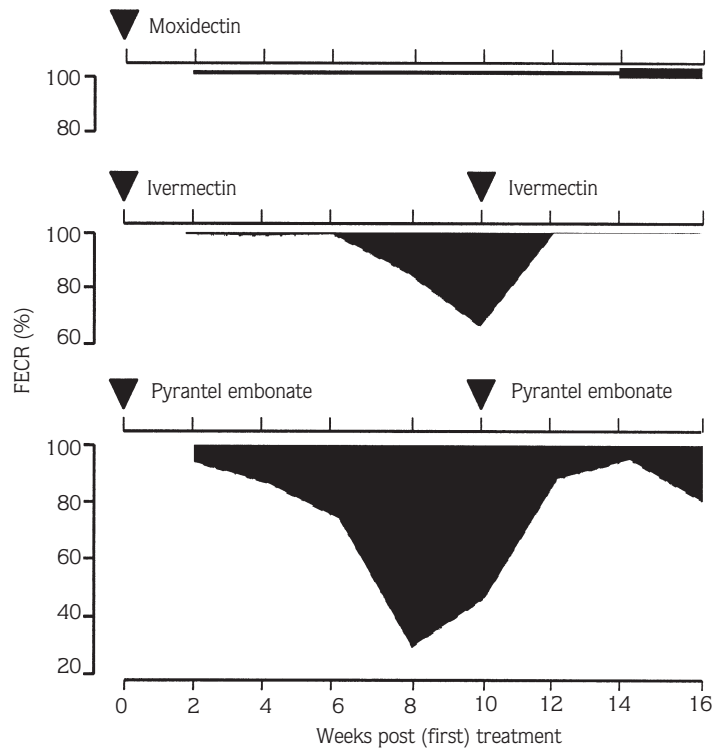 Moxidectin
100
80
Ivermectin Ivermectin
100
80
60
FECR (%)
Pyrantel embonate Pyrantel embonate
100
80
60
40
20
0 2 4 6 8 10 12 14 16
Weeks post (first) treatment